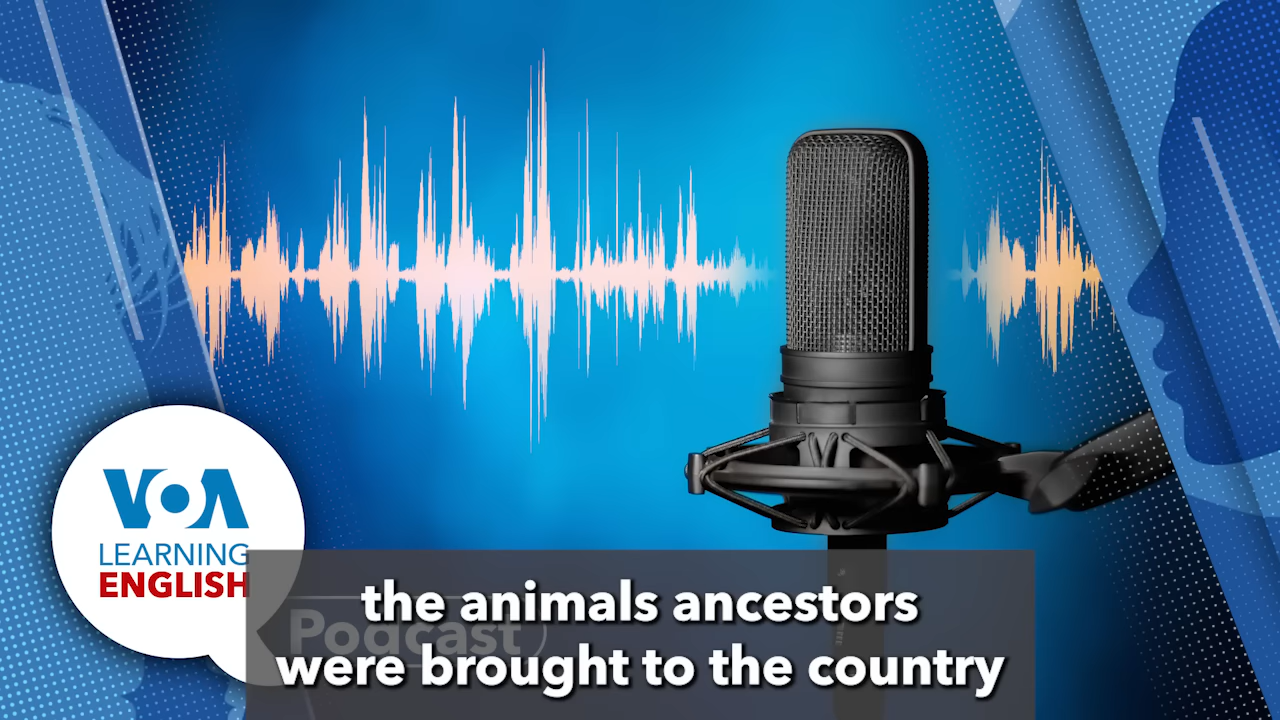 VOA
LEARNING
ENGLISH
Podcast
the animals ancestors
were brought to the country